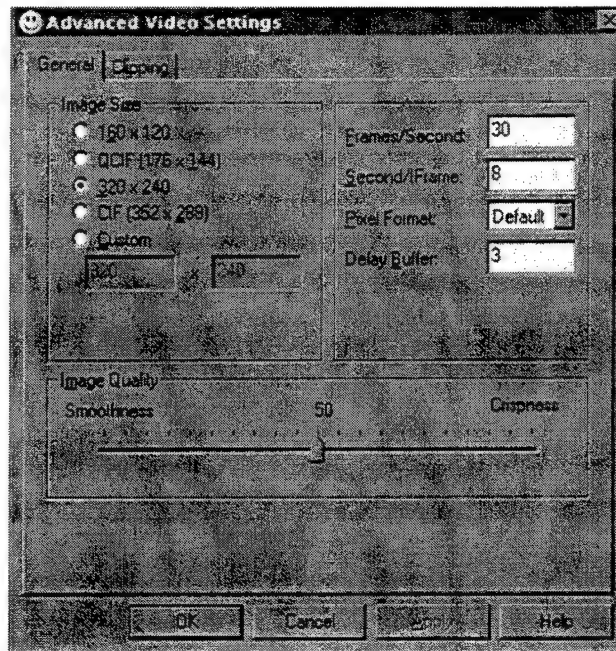 Advanced Video Settings
General
Clipping
Image Size
160 x 120
QCIF (176 x 144)
320 x 240
CIF (352 x 288)
Custom
320 x 240
Frames/Second: 30
Second/IFrame: 8
Pixel Format: Default
Delay Buffer: 3
Image Quality
Smoothness 50 Crispness
OK Cancel Apply Help